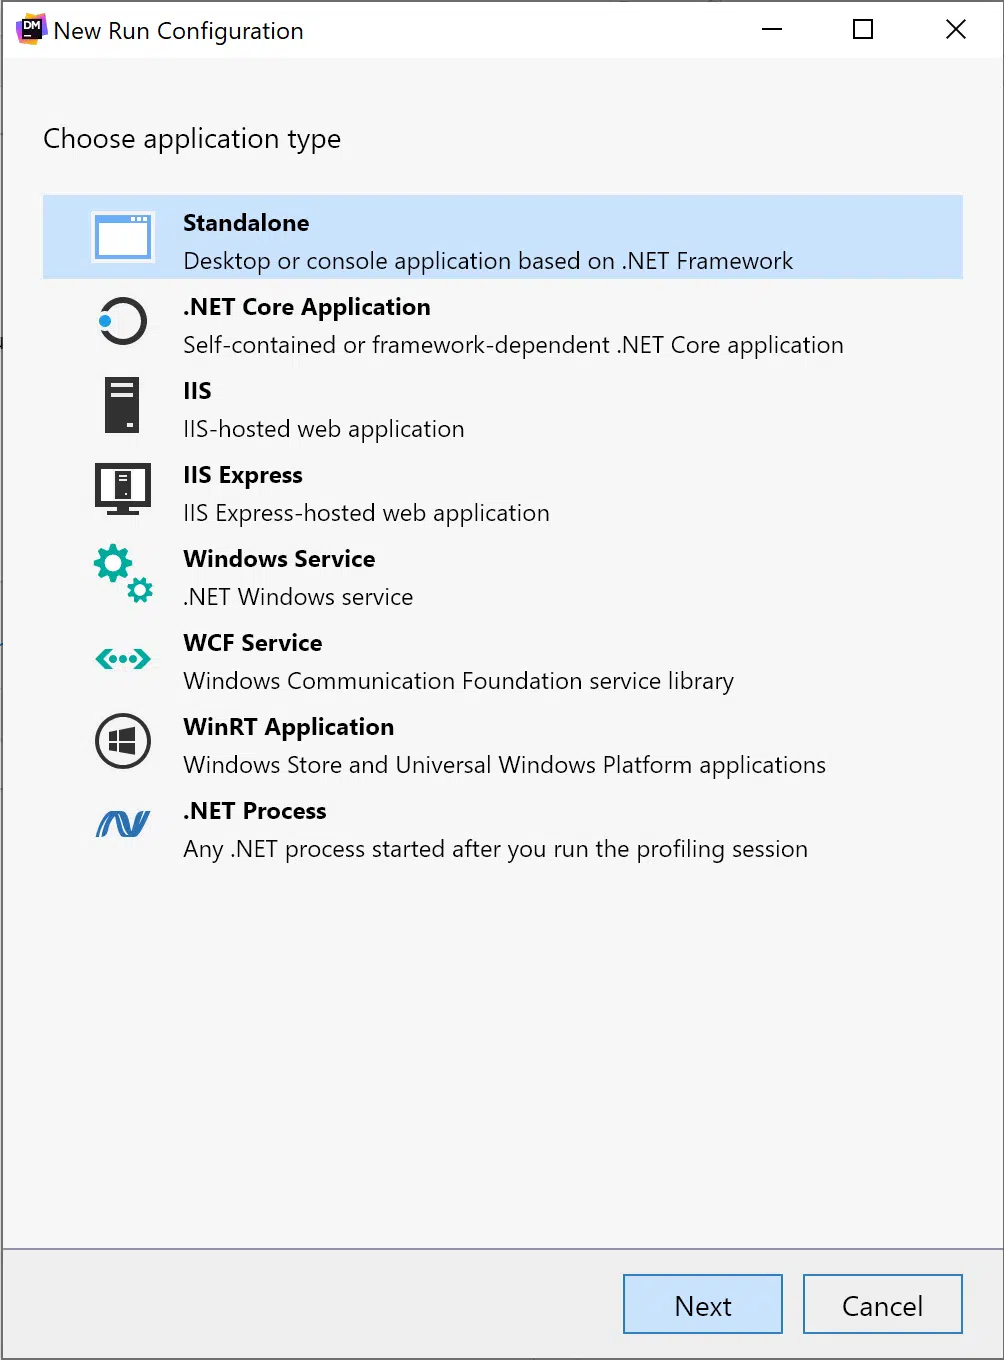 DM
New Run Configuration
Choose application type
Standalone
Desktop or console application based on .NET Framework
.NET Core Application
Self-contained or framework-dependent .NET Core application
IIS
IIS-hosted web application
IIS Express
IIS Express-hosted web application
Windows Service
.NET Windows service
WCF Service
Windows Communication Foundation service library
WinRT Application
Windows Store and Universal Windows Platform applications
.NET Process
Any .NET process started after you run the profiling session
Next
Cancel